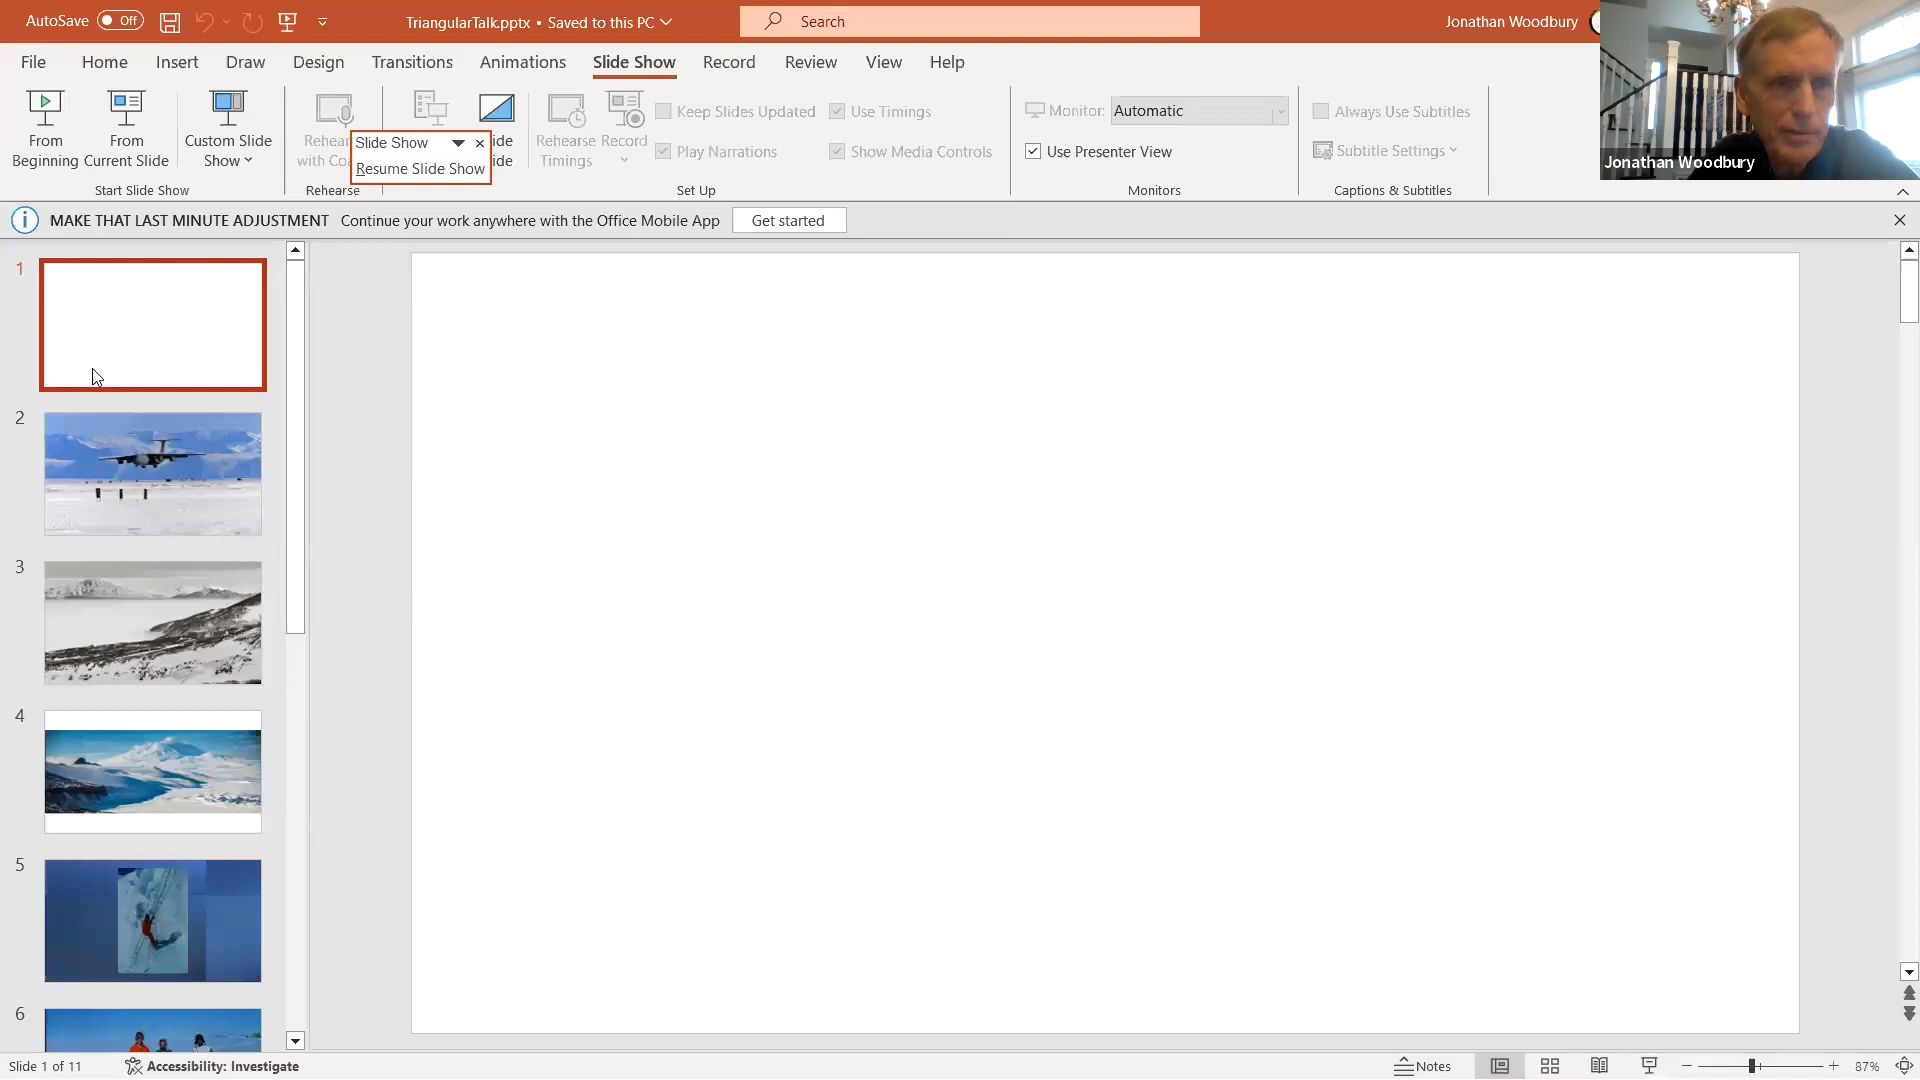 AutoSave Off TriangularTalk.pptx • Saved to this PC Search Jonathan Woodbury
File Home Insert Draw Design Transitions Animations Slide Show Record Review View Help
From Beginning
From Current Slide
Custom Slide Show
Start Slide Show
Rehearse
Slide Show
Resume Slide Show
Rehearse Timings
Record
Keep Slides Updated
Play Narrations
Use Timings
Show Media Controls
Set Up
Monitor: Automatic
Use Presenter View
Monitors
Always Use Subtitles
Subtitle Settings
Captions & Subtitles
Jonathan Woodbury
MAKE THAT LAST MINUTE ADJUSTMENT Continue your work anywhere with the Office Mobile App Get started
1
2
3
4
5
6
Slide 1 of 11 Accessibility: Investigate Notes 87%